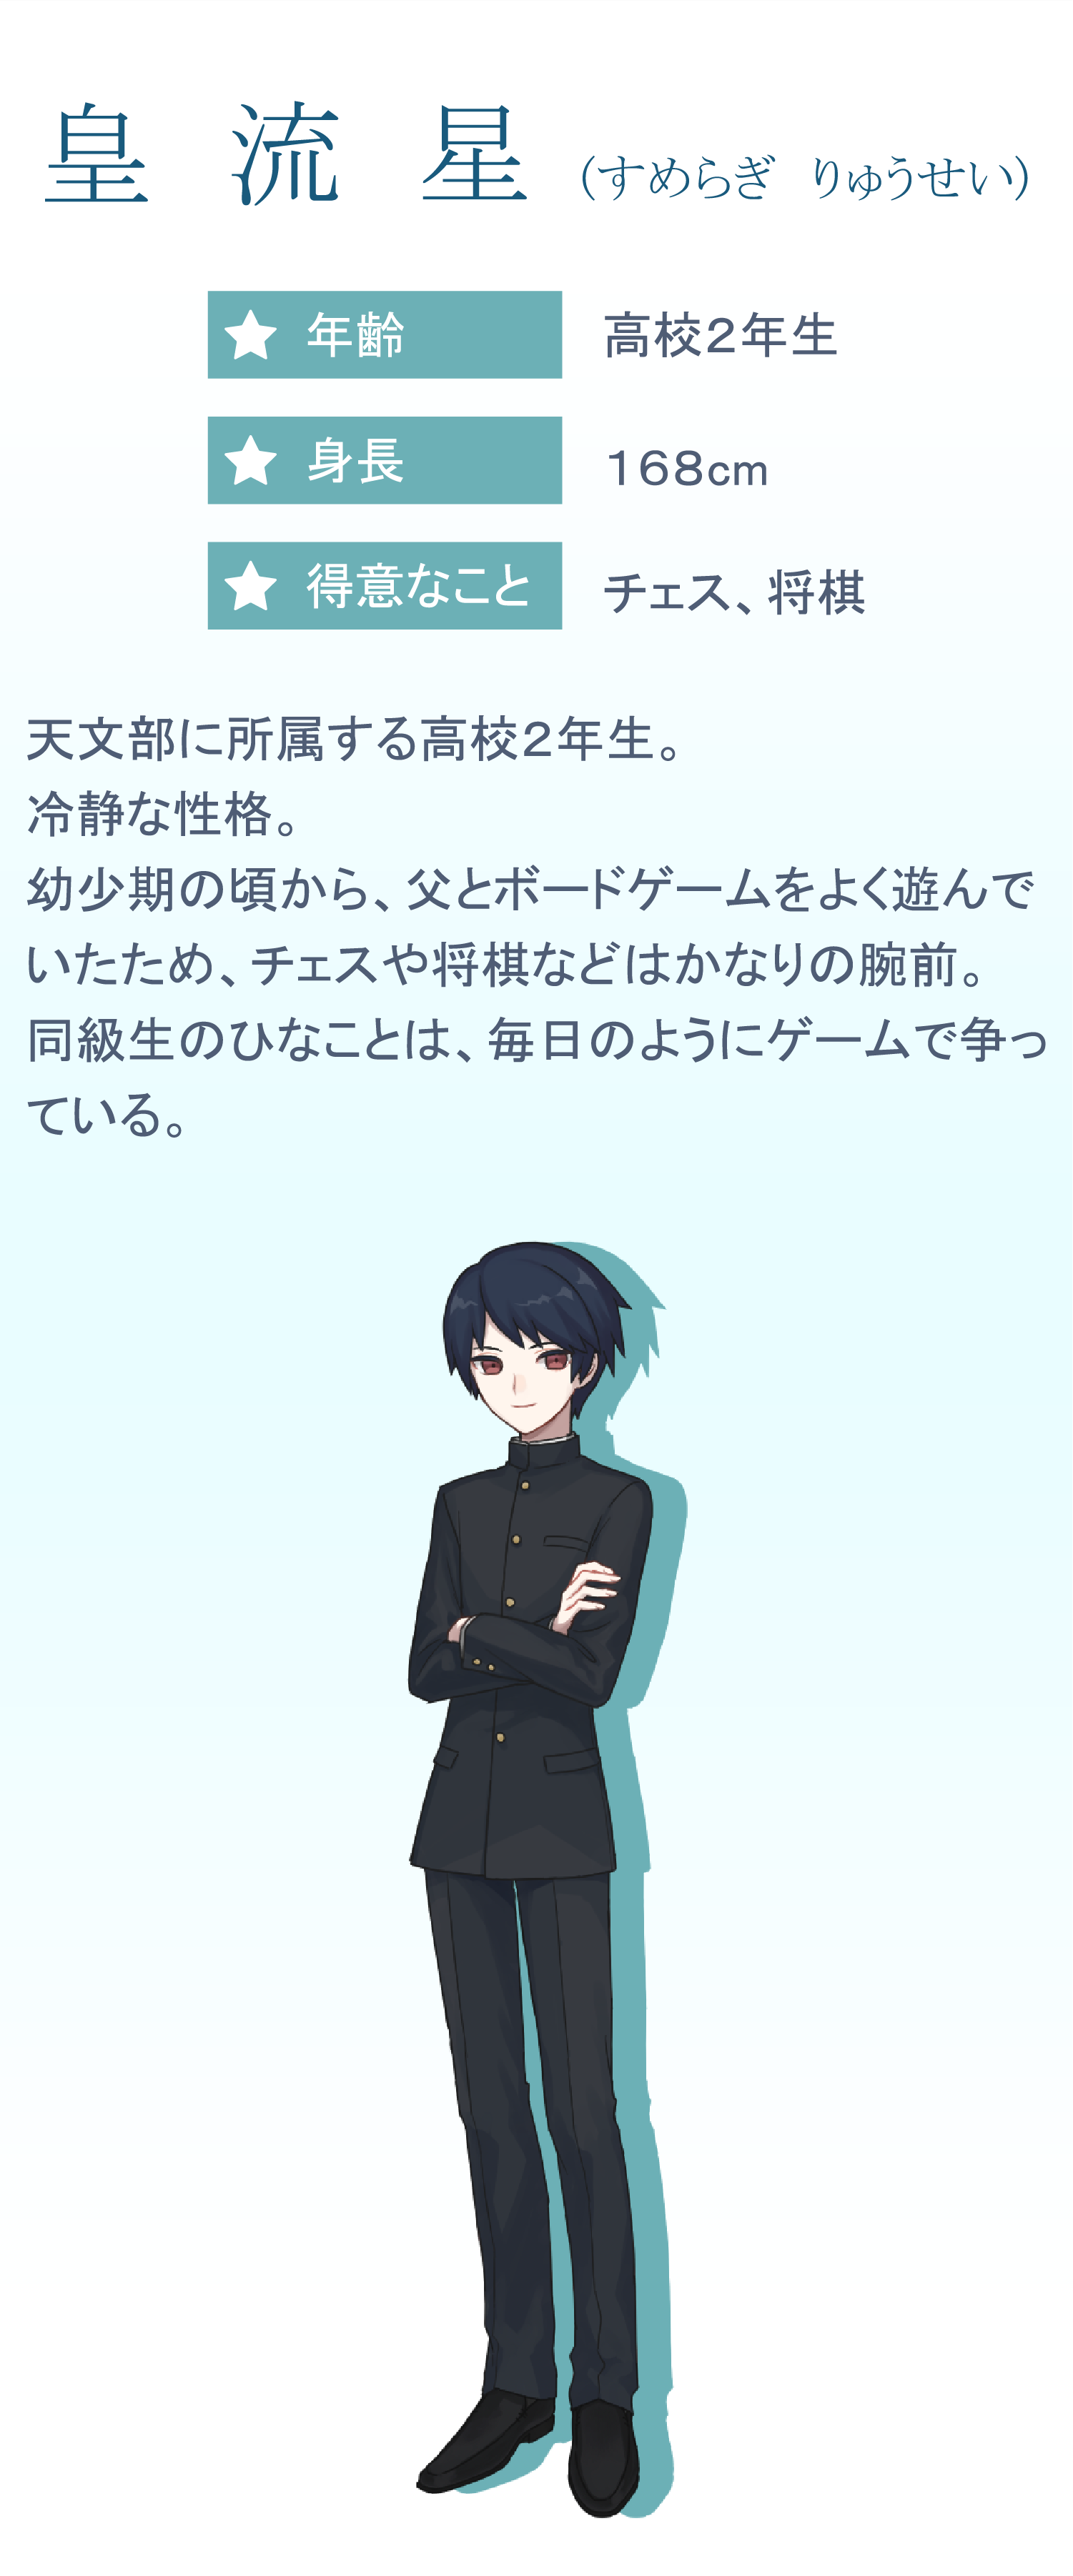 皇 流 星 （すめらぎ りゅうせい）
年齢 高校２年生
身長 １６８cm
得意なこと チェス、将棋
天文部に所属する高校２年生。
冷静な性格。
幼少期の頃から、父とボードゲームをよく遊んで
いたため、チェスや将棋などはかなりの腕前。
同級生のひなことは、毎日のようにゲームで争っ
ている。